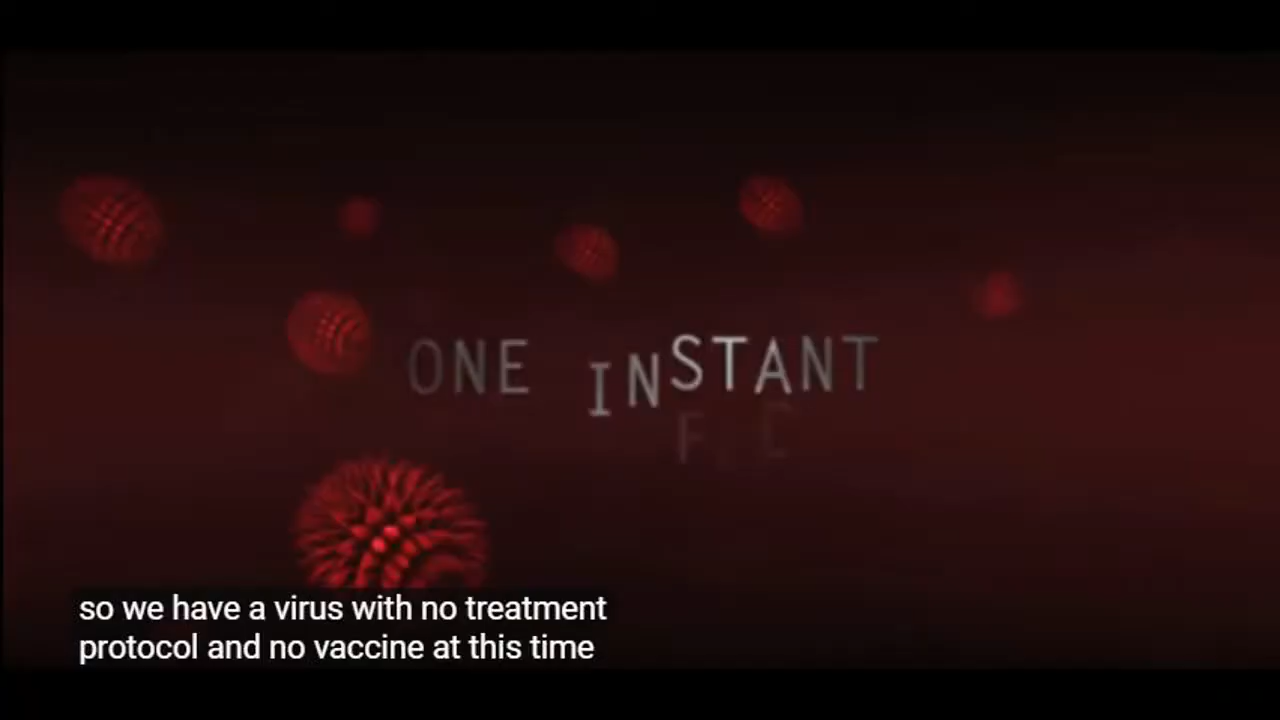 ONE INSTANT
so we have a virus with no treatment
protocol and no vaccine at this time